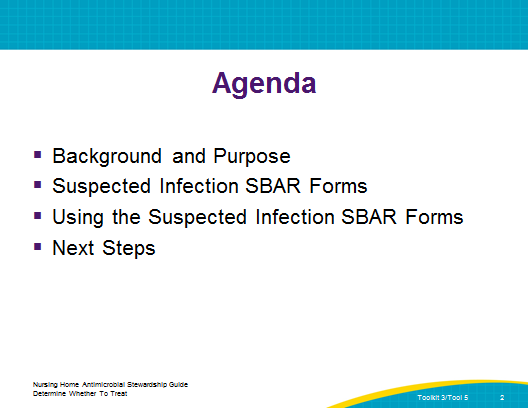 Agenda
▪ Background and Purpose
▪ Suspected Infection SBAR Forms
▪ Using the Suspected Infection SBAR Forms
▪ Next Steps
Nursing Home Antimicrobial Stewardship Guide
Determine Whether To Treat
Toolkit 3/Tool 5 2